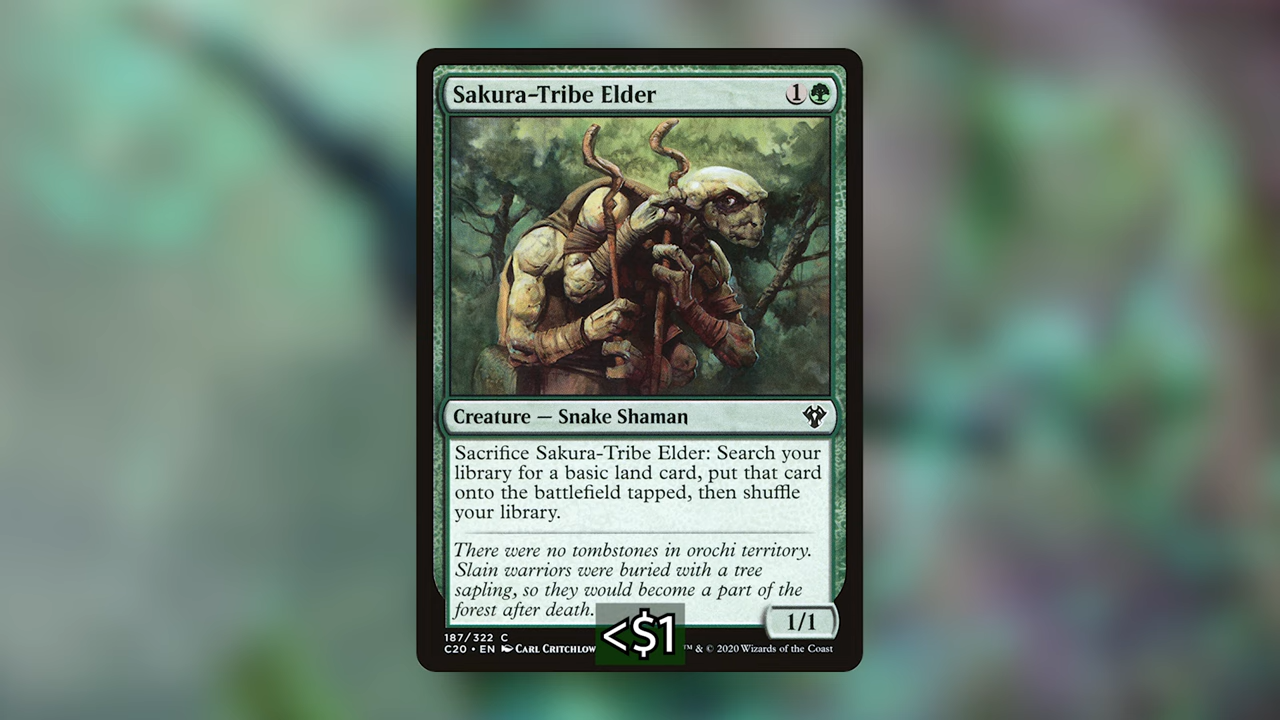 Sakura-Tribe Elder 1
Creature — Snake Shaman
Sacrifice Sakura-Tribe Elder: Search your
library for a basic land card, put that card
onto the battlefield tapped, then shuffle
your library.
There were no tombstones in orochi territory.
Slain warriors were buried with a tree
sapling, so they would become a part of the
forest after death.
<$1
1/1
187/322 C
C20 • EN CARL CRITCHLOW ™ & © 2020 Wizards of the Coast